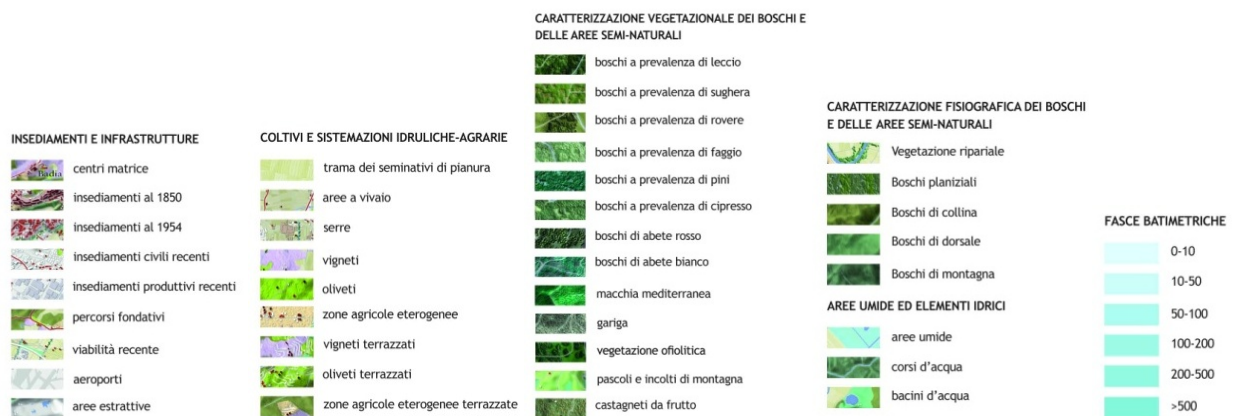 INSEDIAMENTI E INFRASTRUTTURE
Badia
centri matrice
insediamenti al 1850
insediamenti al 1954
insediamenti civili recenti
insediamenti produttivi recenti
percorsi fondativi
viabilità recente
aeroporti
aree estrattive
COLTIVI E SISTEMAZIONI IDRULICHE-AGRARIE
trama dei seminativi di pianura
aree a vivaio
serre
vigneti
oliveti
zone agricole eterogenee
vigneti terrazzati
oliveti terrazzati
zone agricole eterogenee terrazzate
CARATTERIZZAZIONE VEGETAZIONALE DEI BOSCHI E
DELLE AREE SEMI-NATURALI
boschi a prevalenza di leccio
boschi a prevalenza di sughera
boschi a prevalenza di rovere
boschi a prevalenza di faggio
boschi a prevalenza di pini
boschi a prevalenza di cipresso
boschi di abete rosso
boschi di abete bianco
macchia mediterranea
gariga
vegetazione ofiolitica
pascoli e incolti di montagna
castagneti da frutto
CARATTERIZZAZIONE FISIOGRAFICA DEI BOSCHI
E DELLE AREE SEMI-NATURALI
Vegetazione ripariale
Boschi planiziali
Boschi di collina
Boschi di dorsale
Boschi di montagna
AREE UMIDE ED ELEMENTI IDRICI
aree umide
corsi d'acqua
bacini d'acqua
FASCE BATIMETRICHE
0-10
10-50
50-100
100-200
200-500
>500